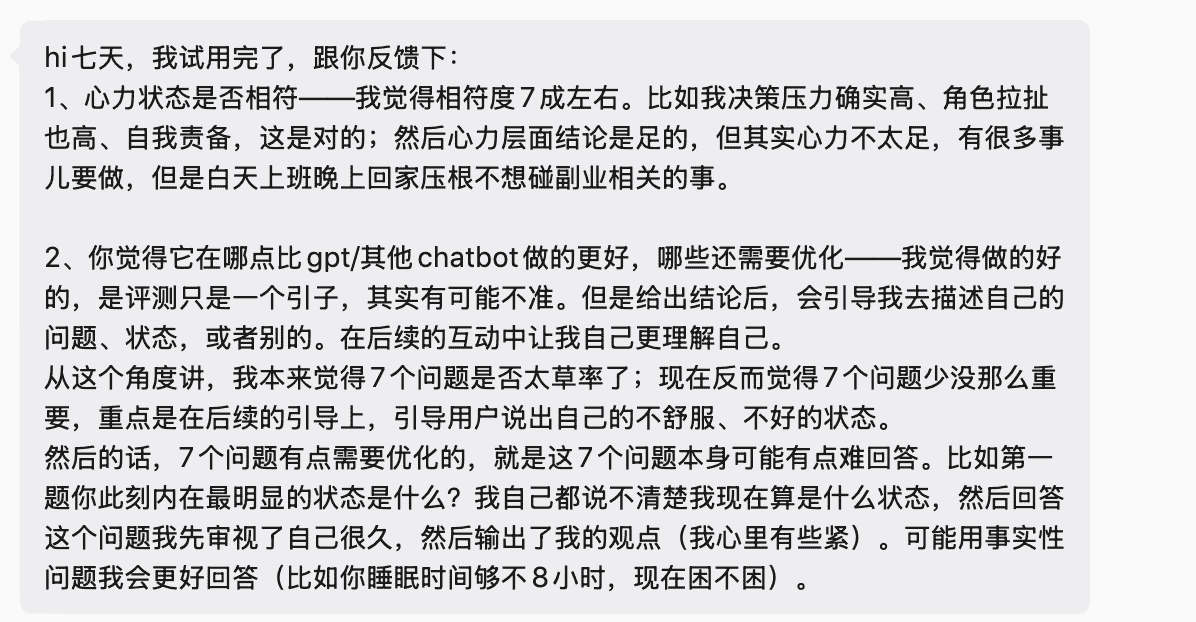 hi七天，我试用完了，跟你反馈下：
1、心力状态是否相符——我觉得相符度7成左右。比如我决策压力确实高、角色拉扯
也高、自我责备，这是对的；然后心力层面结论是足的，但其实心力不太足，有很多事
儿要做，但是白天上班晚上回家压根不想碰副业相关的事。
2、你觉得它在哪点比gpt/其他chatbot做的更好，哪些还需要优化——我觉得做的好
的，是评测只是一个引子，其实有可能不准。但是给出结论后，会引导我去描述自己的
问题、状态，或者别的。在后续的互动中让我自己更理解自己。
从这个角度讲，我本来觉得7个问题是否太草率了；现在反而觉得7个问题少没那么重
要，重点是在后续的引导上，引导用户说出自己的不舒服、不好的状态。
然后的话，7个问题有点需要优化的，就是这7个问题本身可能有点难回答。比如第一
题你此刻内在最明显的状态是什么？我自己都说不清楚我现在算是什么状态，然后回答
这个问题我先审视了自己很久，然后输出了我的观点（我心里有些紧）。可能用事实性
问题我会更好回答（比如你睡眠时间够不8小时，现在困不困）。